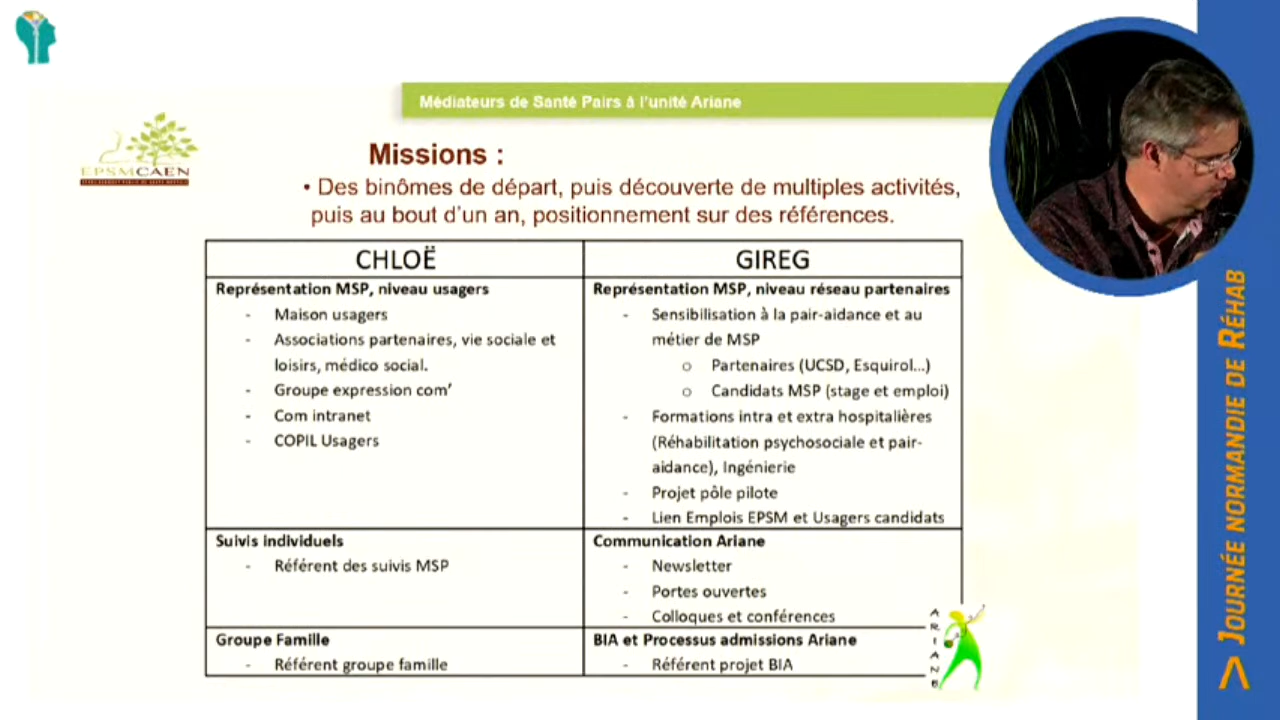 Médiateurs de Santé Pairs à l'unité Ariane
EPSMCAEN
Missions :
• Des binômes de départ, puis découverte de multiples activités,
puis au bout d'un an, positionnement sur des références.
CHLOË
Représentation MSP, niveau usagers
- Maison usagers
- Associations partenaires, vie sociale et
loisirs, médico social.
- Groupe expression com'
- Com intranet
- COPIL Usagers
GIREG
Représentation MSP, niveau réseau partenaires
- Sensibilisation à la pair-aidance et au
métier de MSP
o Partenaires (UCSD, Esquirol...)
o Candidats MSP (stage et emploi)
- Formations intra et extra hospitalières
(Réhabilitation psychosociale et pair-
aidance), Ingénierie
- Projet pôle pilote
- Lien Emplois EPSM et Usagers candidats
Suivis individuels
- Référent des suivis MSP
Communication Ariane
- Newsletter
- Portes ouvertes
- Colloques et conférences
Groupe Famille
- Référent groupe famille
BIA et Processus admissions Ariane
- Référent projet BIA
ARIANE
> JOURNÉE NORMANDIE DE RÉHAB